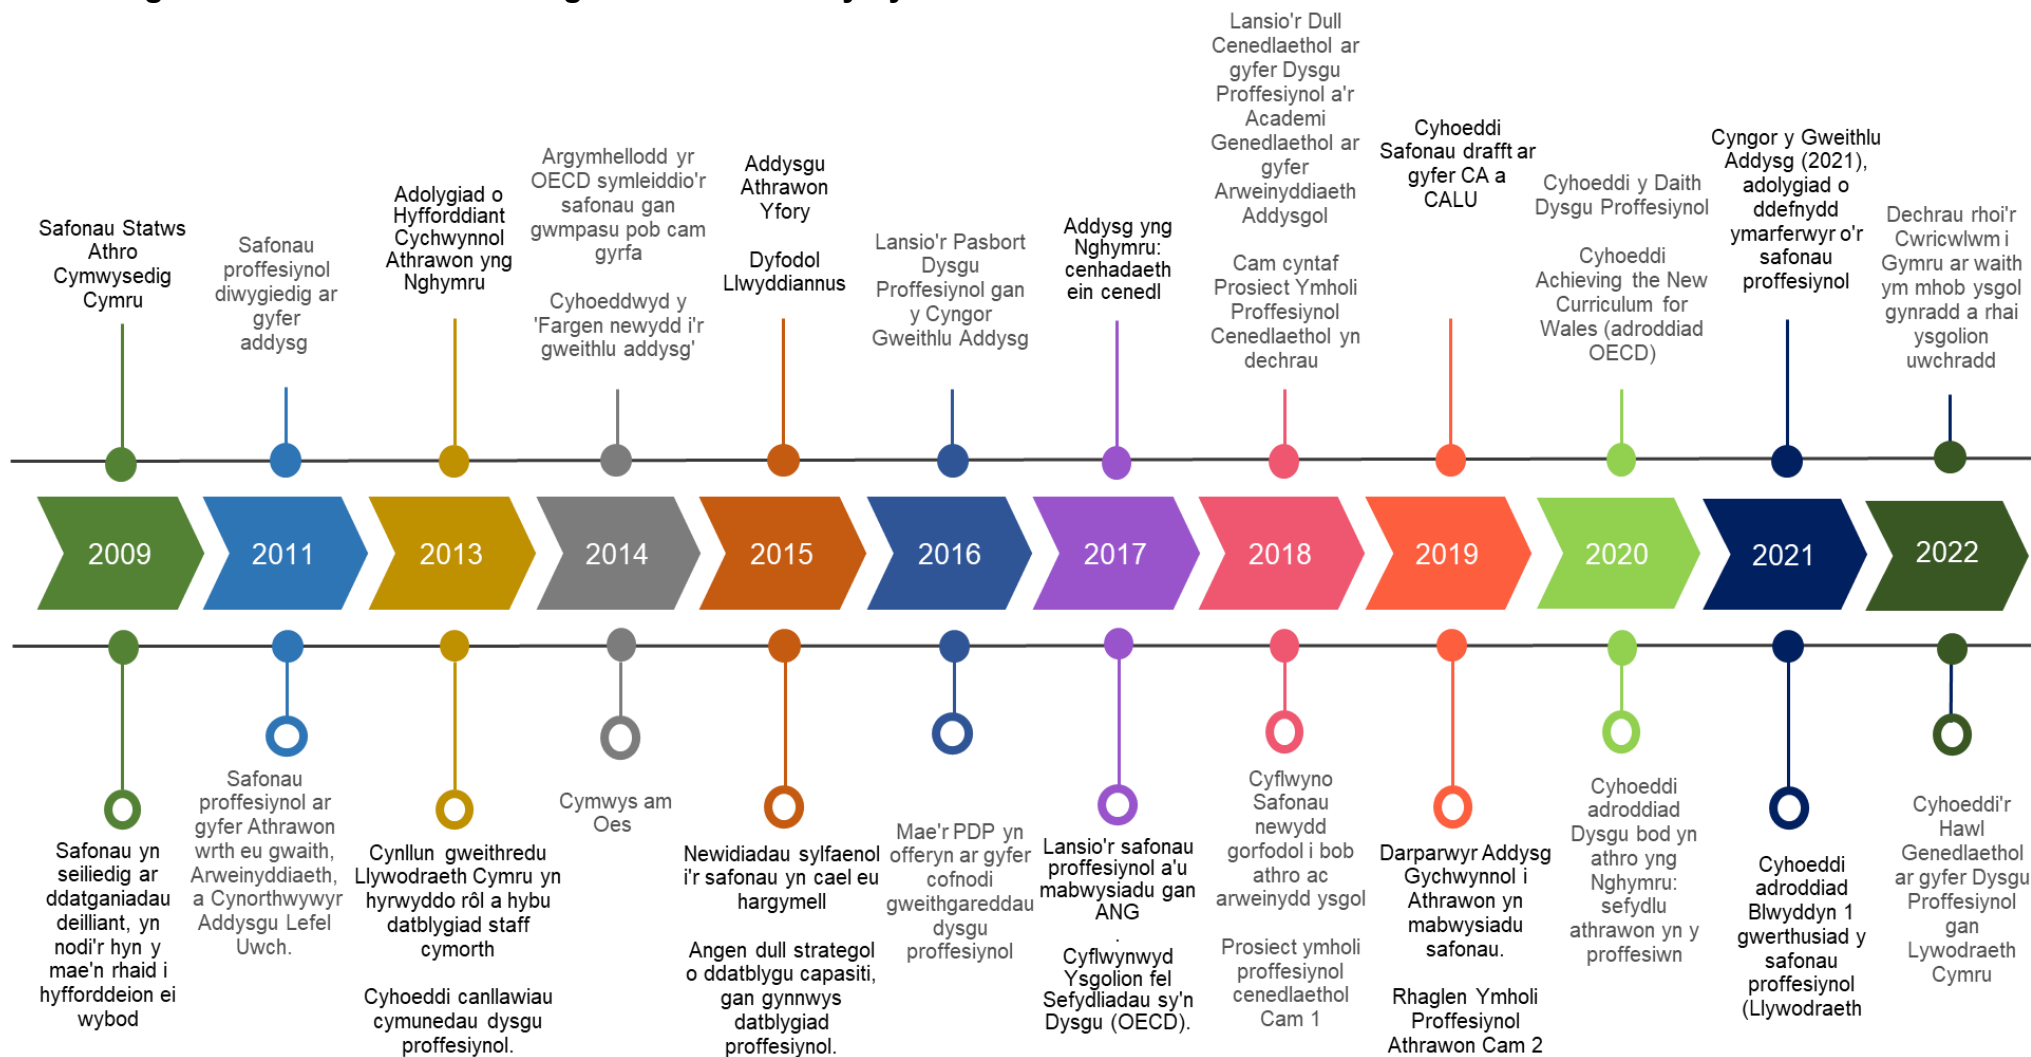 Lansio'r Dull
Cenedlaethol ar
gyfer Dysgu
Proffesiynol a'r
Academi
Genedlaethol ar
gyfer
Arweinyddiaeth
Addysgol
Cam cyntaf
Prosiect Ymholi
Proffesiynol
Cenedlaethol yn
dechrau
Safonau Statws
Athro
Cymwysedig
Cymru
Safonau
proffesiynol
diwygiedig ar
gyfer
addysg
Adolygiad o
Hyfforddiant
Cychwynnol
Athrawon yng
Nghymru
Argymhellodd yr
OECD symleiddio'r
safonau gan
gwmpasu pob cam
gyrfa
Cyhoeddwyd y
'Fargen newydd i'r
gweithlu addysg'
Addysgu
Athrawon
Yfory
Dyfodol
Llwyddiannus
Lansio'r Pasbort
Dysgu
Proffesiynol gan
y Cyngor
Gweithlu Addysg
Addysg yng
Nghymru:
cenhadaeth
ein cenedl
Cyhoeddi
Safonau drafft ar
gyfer CA a
CALU
Cyhoeddi y Daith
Dysgu Proffesiynol
Cyhoeddi
Achieving the New
Curriculum for
Wales (adroddiad
OECD)
Cyngor y Gweithlu
Addysg (2021),
adolygiad o
ddefnydd
ymarferwyr o'r
safonau
proffesiynol
Dechrau rhoi'r
Cwricwlwm i
Gymru ar waith
ym mhob ysgol
gynradd a rhai
ysgolion
uwchradd
2009
2011
2013
2014
2015
2016
2017
2018
2019
2020
2021
2022
Safonau yn
seiliedig ar
ddatganiadau
deilliant, yn
nodi'r hyn y
mae'n rhaid i
hyfforddeion ei
wybod
Safonau
proffesiynol ar
gyfer Athrawon
wrth eu gwaith,
Arweinyddiaeth,
a Cynorthwywyr
Addysgu Lefel
Uwch.
Cynllun gweithredu
Llywodraeth Cymru yn
hyrwyddo rôl a hybu
datblygiad staff
cymorth
Cyhoeddi canllawiau
cymunedau dysgu
proffesiynol.
Cymwys am
Oes
Newidiadau sylfaenol
i'r safonau yn cael eu
hargymell
Angen dull strategol
o ddatblygu capasiti,
gan gynnwys
datblygiad
proffesiynol.
Mae'r PDP yn
offeryn ar gyfer
cofnodi
gweithgareddau
dysgu
proffesiynol
Lansio'r safonau
proffesiynol a'u
mabwysiadu gan
ANG
.
Cyflwynwyd
Ysgolion fel
Sefydliadau sy'n
Dysgu (OECD).
Cyflwyno
Safonau
newydd
gorfodol i bob
athro ac
arweinydd ysgol
Prosiect ymholi
proffesiynol
cenedlaethol
Cam 1
Darparwyr Addysg
Gychwynnol i
Athrawon yn
mabwysiadu
safonau.
Rhaglen Ymholi
Proffesiynol
Athrawon Cam 2
Cyhoeddi
adroddiad
Dysgu bod yn
athro yng
Nghymru:
sefydlu
athrawon yn y
proffesiwn
Cyhoeddi
adroddiad
Blwyddyn 1
gwerthusiad y
safonau
proffesiynol
(Llywodraeth
Cyhoeddi'r
Hawl
Genedlaethol
ar gyfer Dysgu
Proffesiynol
gan
Lywodraeth
Cymru